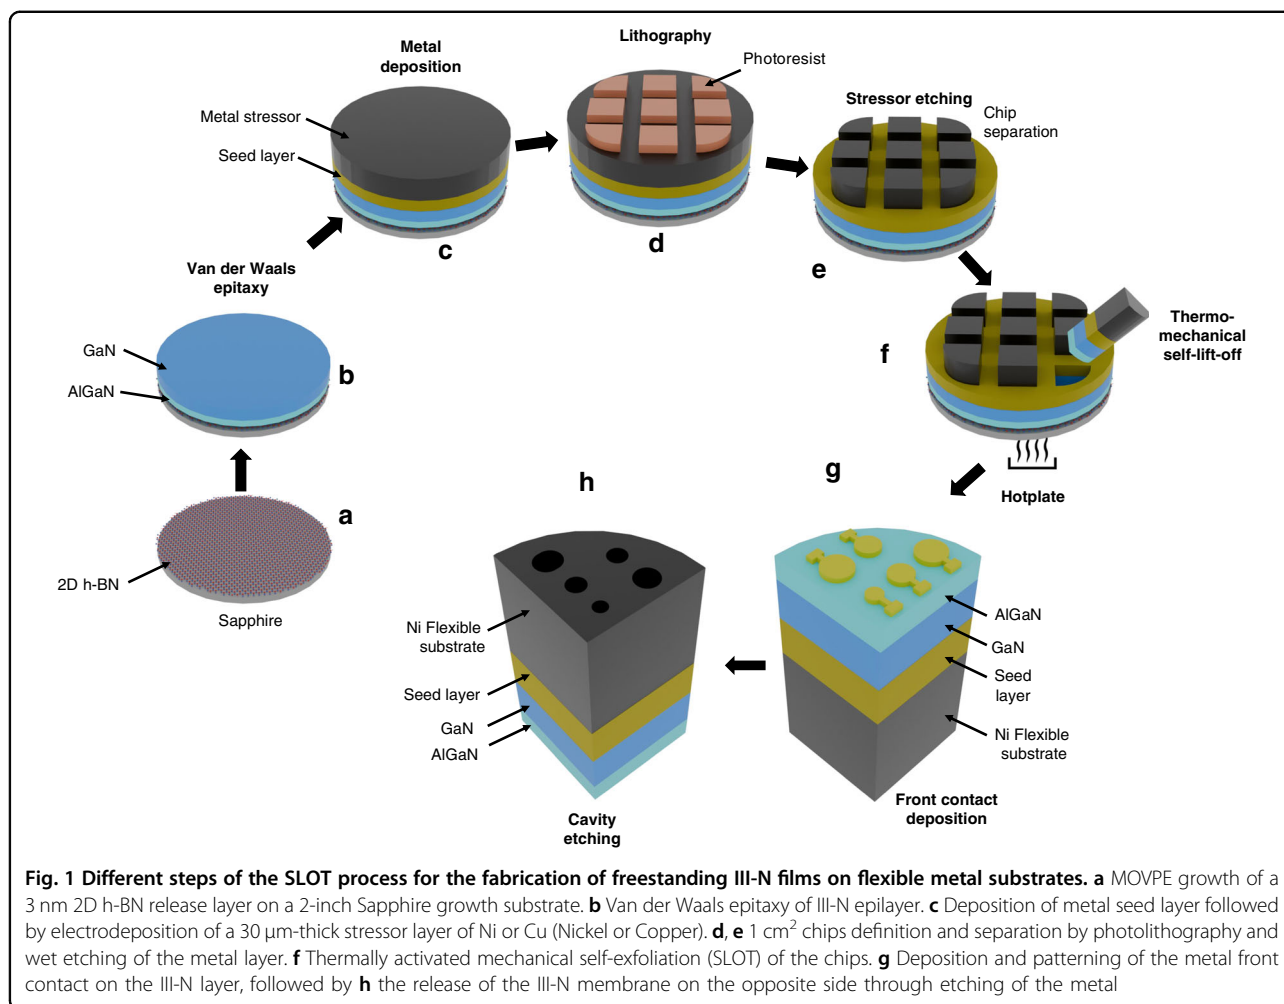 Metal
deposition
Metal stressor
Seed layer
c
Lithography
Photoresist
d
Stressor etching
Chip
separation
e
Van der Waals
epitaxy
GaN
AlGaN
b
f
Thermo-
mechanical
self-lift-off
Hotplate
a
2D h-BN
Sapphire
h
Ni Flexible
substrate
Seed layer
GaN
AlGaN
Cavity
etching
g
AlGaN
GaN
Seed
layer
Ni Flexible
substrate
Front contact
deposition
Fig. 1 Different steps of the SLOT process for the fabrication of freestanding III-N films on flexible metal substrates. a MOVPE growth of a
3 nm 2D h-BN release layer on a 2-inch Sapphire growth substrate. b Van der Waals epitaxy of III-N epilayer. c Deposition of metal seed layer followed
by electrodeposition of a 30 μm-thick stressor layer of Ni or Cu (Nickel or Copper). d, e 1 cm² chips definition and separation by photolithography and
wet etching of the metal layer. f Thermally activated mechanical self-exfoliation (SLOT) of the chips. g Deposition and patterning of the metal front
contact on the III-N layer, followed by h the release of the III-N membrane on the opposite side through etching of the metal